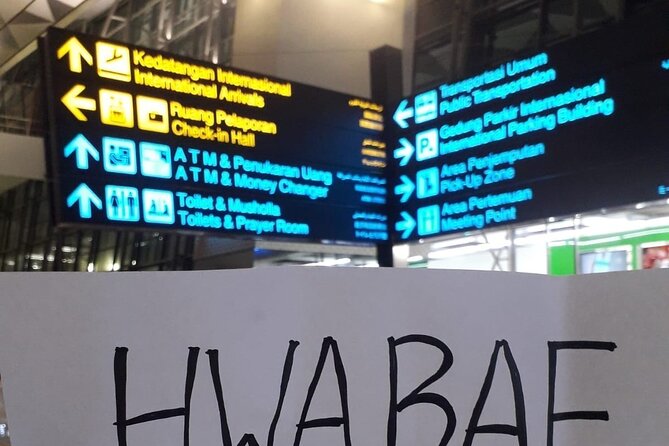 Kedatangan Internasional
International Arrivals
Ruang Pelaporan
Check-in Hall
ATM & Penukaran Uang
ATM & Money Changer
Toilet & Musholla
Toilets & Prayer Room
Transportasi Umum
Public Transportation
Gedung Parkir Internasional
International Parking Building
P
Area Penjemputan
Pick-Up Zone
Area Pertemuan
Meeting Point
HWABAE